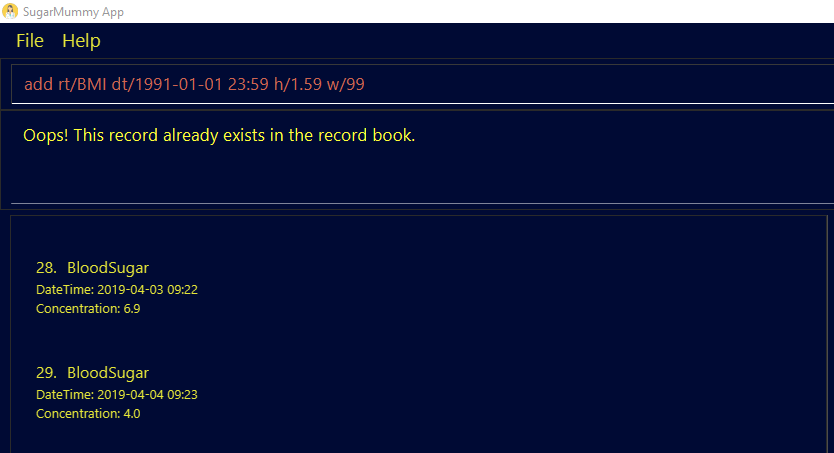 SugarMummy App
File Help
add rt/BMI dt/1991-01-01 23:59 h/1.59 w/99
Oops! This record already exists in the record book.
28. BloodSugar
DateTime: 2019-04-03 09:22
Concentration: 6.9
29. BloodSugar
DateTime: 2019-04-04 09:23
Concentration: 4.0